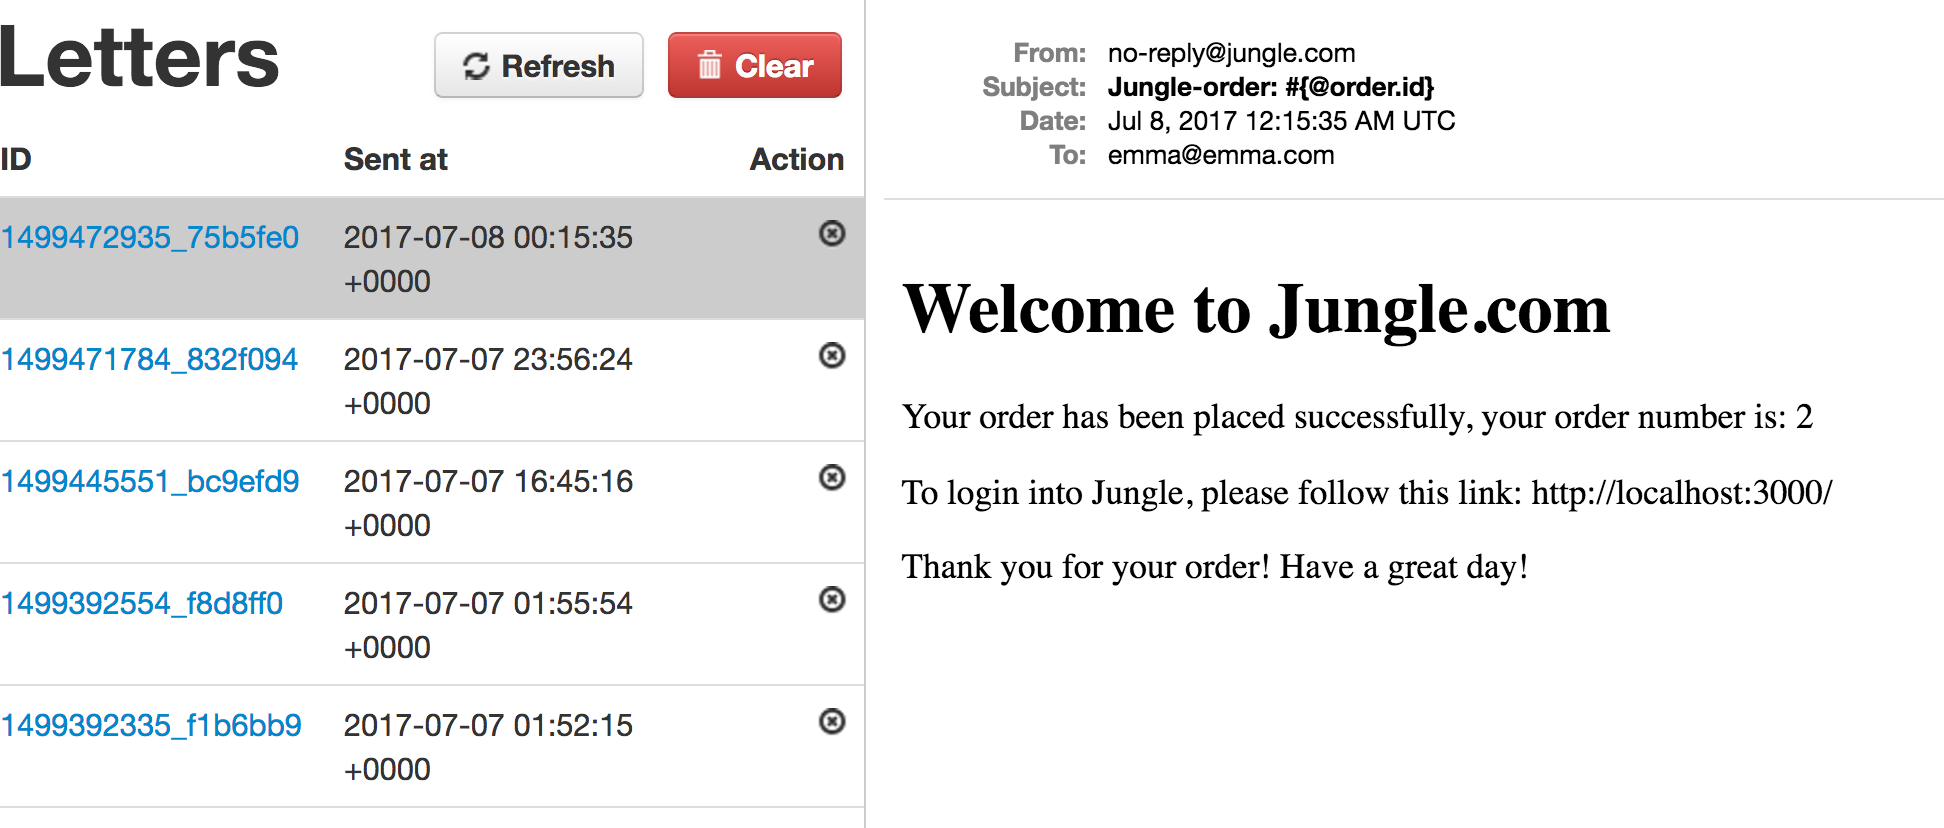 Letters
Refresh
Clear
ID Sent at Action
1499472935_75b5fe0 2017-07-08 00:15:35
+0000
1499471784_832f094 2017-07-07 23:56:24
+0000
1499445551_bc9efd9 2017-07-07 16:45:16
+0000
1499392554_f8d8ff0 2017-07-07 01:55:54
+0000
1499392335_f1b6bb9 2017-07-07 01:52:15
+0000
From: no-reply@jungle.com
Subject: Jungle-order: #{@order.id}
Date: Jul 8, 2017 12:15:35 AM UTC
To: emma@emma.com
Welcome to Jungle.com
Your order has been placed successfully, your order number is: 2
To login into Jungle, please follow this link: http://localhost:3000/
Thank you for your order! Have a great day!